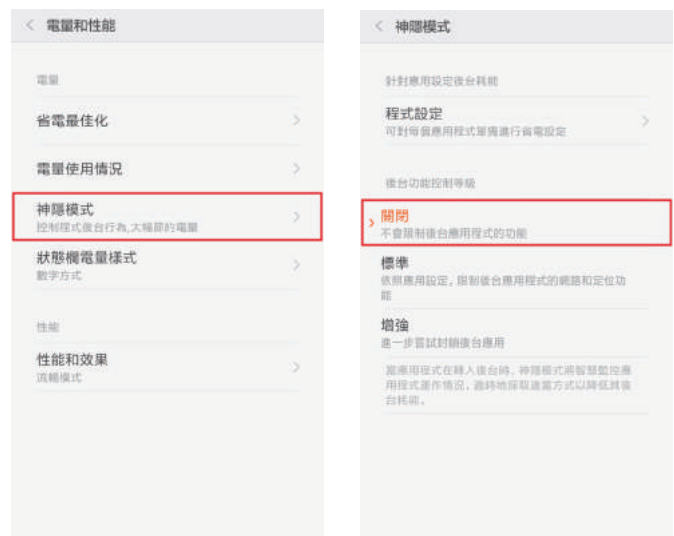 電量和性能
電量
省電最佳化
電量使用情況
神隱模式
控制程式後台行為,大幅節約電量
狀態欄電量樣式
數字方式
性能
性能和效果
流暢模式
神隱模式
針對應用設定後台耗能
程式設定
可對每個應用程式單獨進行省電設定
後台功能控制等級
關閉
不會限制後台應用程式的功能
標準
依照應用設定，限制後台應用程式的網路和定位功
能
增強
進一步嘗試封鎖後台應用
當應用程式在轉入後台時，神隱模式將智慧監控應
用程式運作情況，適時地採取適當方式以降低其後
台耗能。